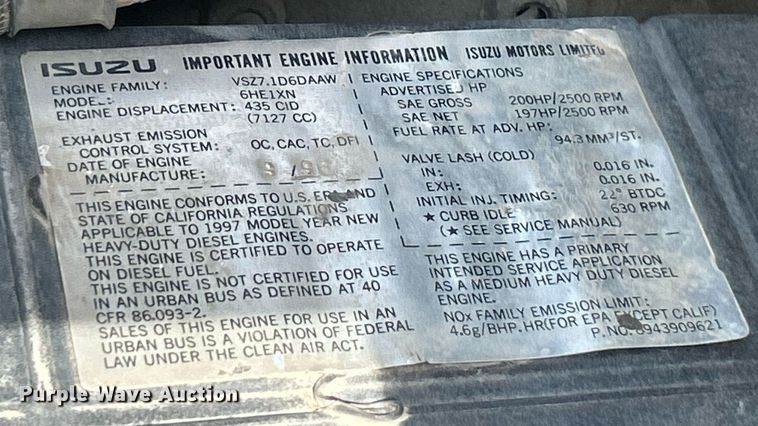 ISUZU IMPORTANT ENGINE INFORMATION ISUZU MOTORS LIMITED
ENGINE FAMILY: VSZ7.1D6DAAW
MODEL: 6HE1XN
ENGINE DISPLACEMENT: 435 CID
(7127 CC)
EXHAUST EMISSION
CONTROL SYSTEM: OC, CAC, TC, DFI
DATE OF ENGINE
MANUFACTURE: 9/96
THIS ENGINE CONFORMS TO U.S. EPA AND
STATE OF CALIFORNIA REGULATIONS
APPLICABLE TO 1997 MODEL YEAR NEW
HEAVY-DUTY DIESEL ENGINES.
THIS ENGINE IS CERTIFIED TO OPERATE
ON DIESEL FUEL.
THIS ENGINE IS NOT CERTIFIED FOR USE
IN AN URBAN BUS AS DEFINED AT 40
CFR 86.093-2.
SALES OF THIS ENGINE FOR USE IN AN
URBAN BUS IS A VIOLATION OF FEDERAL
LAW UNDER THE CLEAN AIR ACT.
ENGINE SPECIFICATIONS
ADVERTISED HP
SAE GROSS 200HP/2500 RPM
SAE NET 197HP/2500 RPM
FUEL RATE AT ADV. HP:
94.3 MM³/ST.
VALVE LASH (COLD)
IN: 0.016 IN.
EXH: 0.016 IN.
INITIAL INJ. TIMING: 22° BTDC
★ CURB IDLE 630 RPM
(★ SEE SERVICE MANUAL)
THIS ENGINE HAS A PRIMARY
INTENDED SERVICE APPLICATION
AS A MEDIUM HEAVY DUTY DIESEL
ENGINE.
NOx FAMILY EMISSION LIMIT:
4.6g/BHP.HR(FOR EPA EXCEPT CALIF)
P.NO.8943909621
Purple Wave Auction